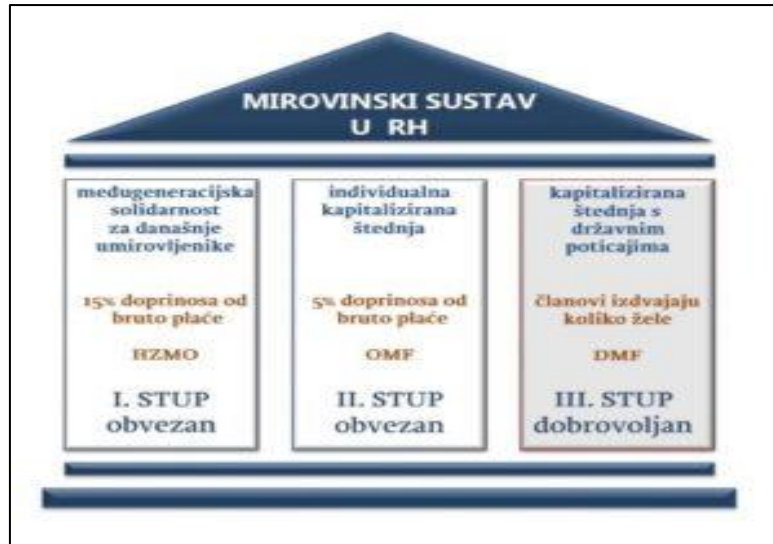 MIROVINSKI SUSTAV
U RH
međugeneracijska
solidarnost
za današnje
umirovljenike
15% doprinosa od
bruto plaće
HZMO
I. STUP
obvezan
individualna
kapitalizirana
štednja
5% doprinosa od
bruto plaće
OMF
II. STUP
obvezan
kapitalizirana
štednja s
državnim
poticajima
članovi izdvajaju
koliko žele
DMF
III. STUP
dobrovoljan